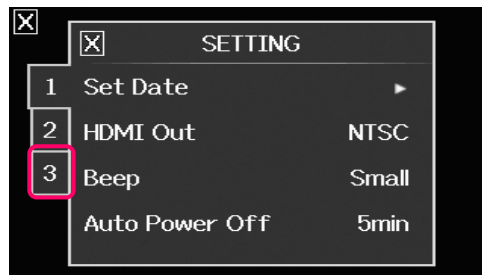 X
X SETTING
1 Set Date ►
2 HDMI Out NTSC
3 Beep Small
Auto Power Off 5min